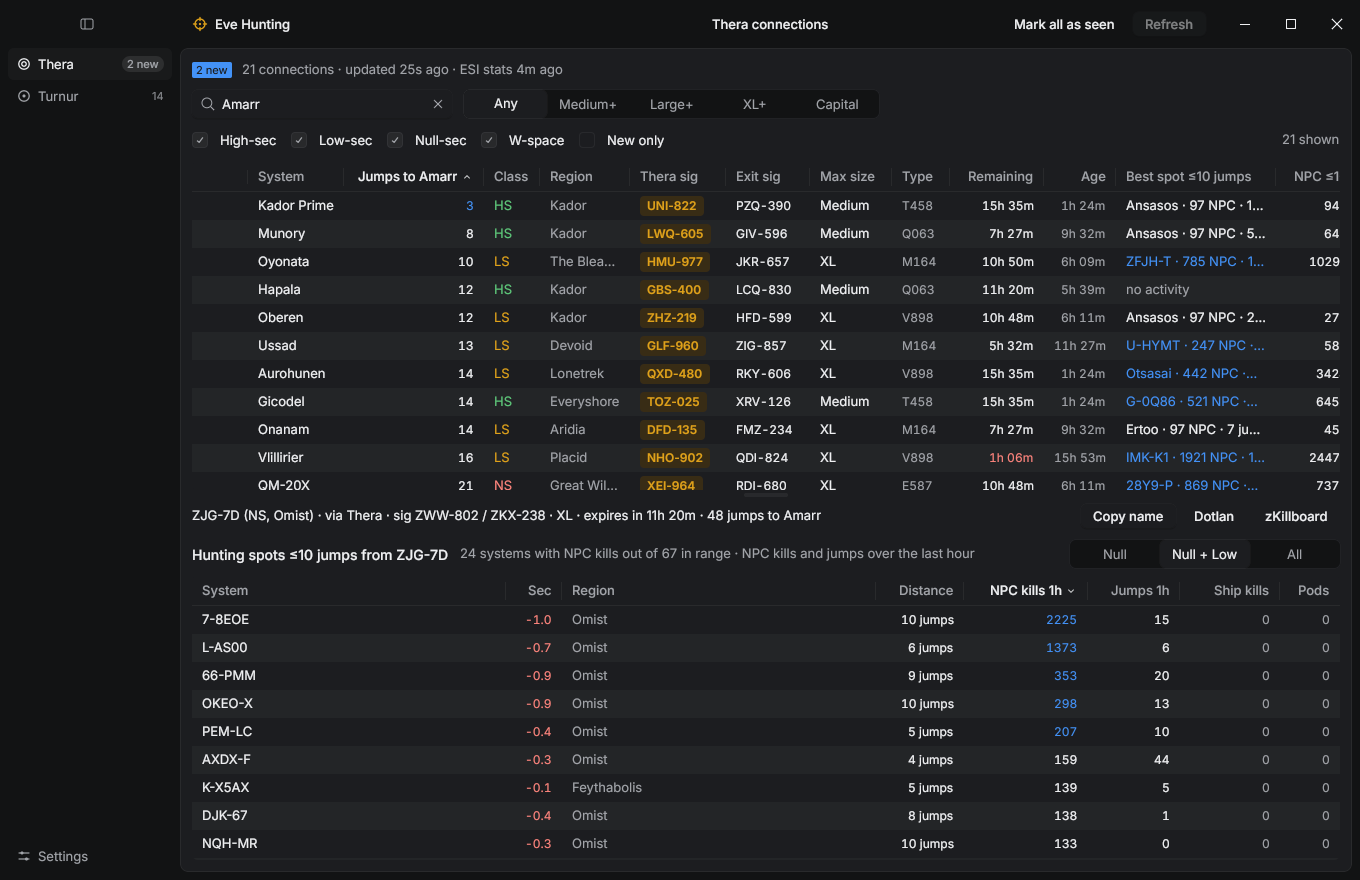 Eve Hunting Thera connections Mark all as seen Refresh
Thera 2 new
Turnur 14
2 new 21 connections · updated 25s ago · ESI stats 4m ago
Amarr Any Medium+ Large+ XL+ Capital
High-sec Low-sec Null-sec W-space New only 21 shown
System Jumps to Amarr Class Region Thera sig Exit sig Max size Type Remaining Age Best spot ≤10 jumps NPC ≤1
Kador Prime 3 HS Kador UNI-822 PZQ-390 Medium T458 15h 35m 1h 24m Ansasos · 97 NPC · 1... 94
Munory 8 HS Kador LWQ-605 GIV-596 Medium Q063 7h 27m 9h 32m Ansasos · 97 NPC · 5... 64
Oyonata 10 LS The Blea... HMU-977 JKR-657 XL M164 10h 50m 6h 09m ZFJH-T · 785 NPC · 1... 1029
Hapala 12 HS Kador GBS-400 LCQ-830 Medium Q063 11h 20m 5h 39m no activity
Oberen 12 LS Kador ZHZ-219 HFD-599 XL V898 10h 48m 6h 11m Ansasos · 97 NPC · 2... 27
Ussad 13 LS Devoid GLF-960 ZIG-857 XL M164 5h 32m 11h 27m U-HYMT · 247 NPC ·... 58
Aurohunen 14 LS Lonetrek QXD-480 RKY-606 XL V898 15h 35m 1h 24m Otsasai · 442 NPC ·... 342
Gicodel 14 HS Everyshore TOZ-025 XRV-126 Medium T458 15h 35m 1h 24m G-0Q86 · 521 NPC ·... 645
Onanam 14 LS Aridia DFD-135 FMZ-234 XL M164 7h 27m 9h 32m Ertoo · 97 NPC · 7 ju... 45
Vlillirier 16 LS Placid NHO-902 QDI-824 XL V898 1h 06m 15h 53m IMK-K1 · 1921 NPC · 1... 2447
QM-20X 21 NS Great Wil... XEI-964 RDI-680 XL E587 10h 48m 6h 11m 28Y9-P · 869 NPC ·... 737
ZJG-7D (NS, Omist) · via Thera · sig ZWW-802 / ZKX-238 · XL · expires in 11h 20m · 48 jumps to Amarr Copy name Dotlan zKillboard
Hunting spots ≤10 jumps from ZJG-7D 24 systems with NPC kills out of 67 in range · NPC kills and jumps over the last hour Null Null + Low All
System Sec Region Distance NPC kills 1h Jumps 1h Ship kills Pods
7-8EOE -1.0 Omist 10 jumps 2225 15 0 0
L-AS00 -0.7 Omist 6 jumps 1373 6 0 0
66-PMM -0.9 Omist 9 jumps 353 20 0 0
OKEO-X -0.9 Omist 10 jumps 298 13 0 0
PEM-LC -0.4 Omist 5 jumps 207 10 0 0
AXDX-F -0.3 Omist 4 jumps 159 44 0 0
K-X5AX -0.1 Feythabolis 5 jumps 139 5 0 0
DJK-67 -0.4 Omist 8 jumps 138 1 0 0
NQH-MR -0.3 Omist 10 jumps 133 0 0 0
Settings